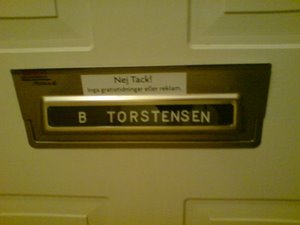 Nej Tack!
Inga gratistidningar eller reklam.
B TORSTENSEN